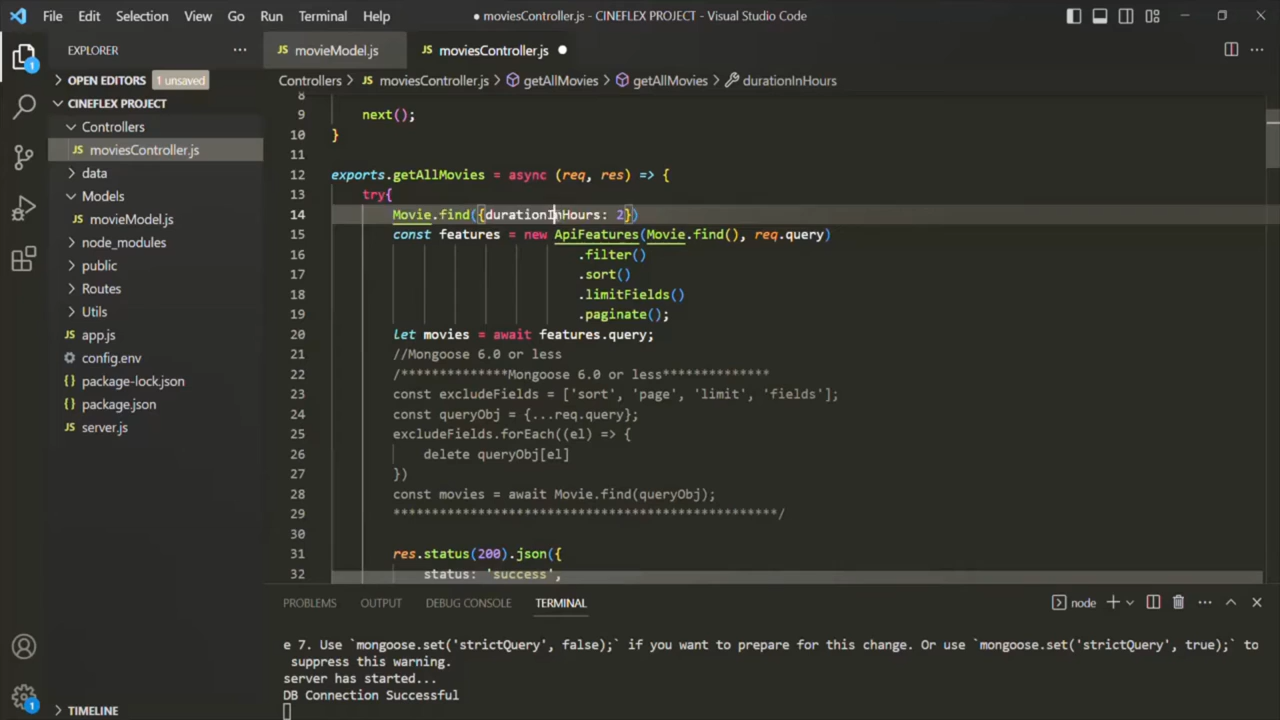 File Edit Selection View Go Run Terminal Help
● moviesController.js - CINEFLEX PROJECT - Visual Studio Code
EXPLORER
OPEN EDITORS 1 unsaved
CINEFLEX PROJECT
Controllers
JS moviesController.js
data
Models
JS movieModel.js
node_modules
public
Routes
Utils
JS app.js
config.env
{} package-lock.json
{} package.json
JS server.js
TIMELINE
1
1
JS movieModel.js JS moviesController.js ●
Controllers > JS moviesController.js > getAllMovies > getAllMovies > durationInHours
8
9 next();
10 }
11
12 exports.getAllMovies = async (req, res) => {
13 try{
14 Movie.find({durationInHours: 2})
15 const features = new ApiFeatures(Movie.find(), req.query)
16 .filter()
17 .sort()
18 .limitFields()
19 .paginate();
20 let movies = await features.query;
21 //Mongoose 6.0 or less
22 /**************Mongoose 6.0 or less**************
23 const excludeFields = ['sort', 'page', 'limit', 'fields'];
24 const queryObj = {...req.query};
25 excludeFields.forEach((el) => {
26 delete queryObj[el]
27 })
28 const movies = await Movie.find(queryObj);
29 **************************************************/
30
31 res.status(200).json({
32 status: 'success',
PROBLEMS OUTPUT DEBUG CONSOLE TERMINAL
node
e 7. Use `mongoose.set('strictQuery', false);` if you want to prepare for this change. Or use `mongoose.set('strictQuery', true);` to
suppress this warning.
server has started...
DB Connection Successful